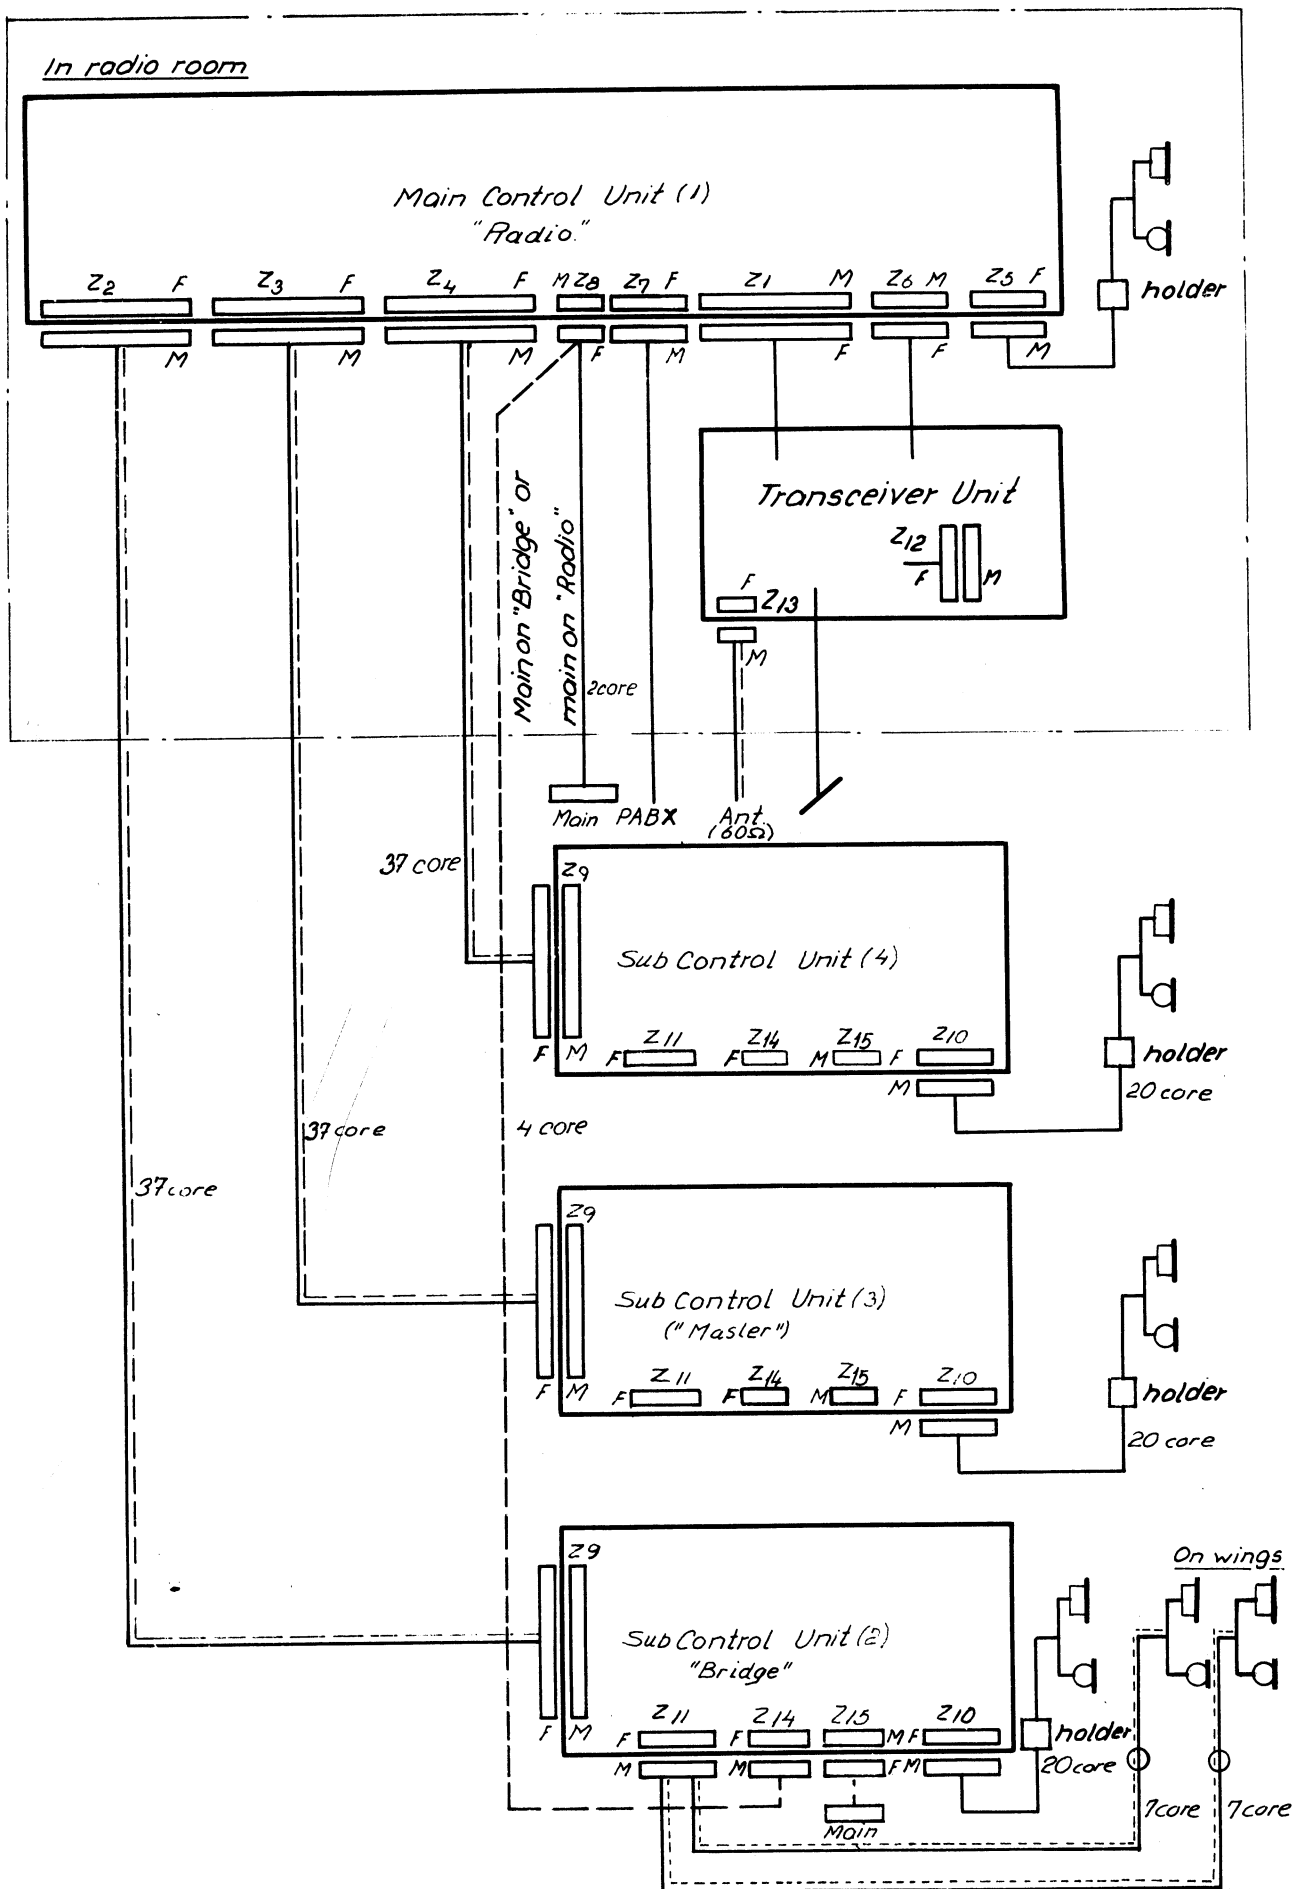 In radio room
Main Control Unit (1)
"Radio."
Z2 F
Z3 F
Z4 F
M Z8
Z7 F
Z1 M
Z6 M
Z5 F
holder
M
M
M
F
M
F
F
M
Transceiver Unit
Z12
F
M
F
Z13
M
Main on "Bridge" or
main on "Radio"
2core
Main
PABX
Ant.
(60Ω)
37 core
Z9
Sub Control Unit (4)
F
M
F
Z11
F
Z14
M
Z15
F
Z10
M
holder
20 core
37 core
4 core
37 core
Z9
Sub Control Unit (3)
("Masler")
F
M
F
Z11
F
Z14
M
Z15
F
Z10
M
holder
20 core
On wings
Z9
Sub Control Unit (2)
"Bridge"
F
M
F
Z11
F
Z14
Z15
M
F
Z10
M
M
F
M
holder
20core
Main
7core
7core